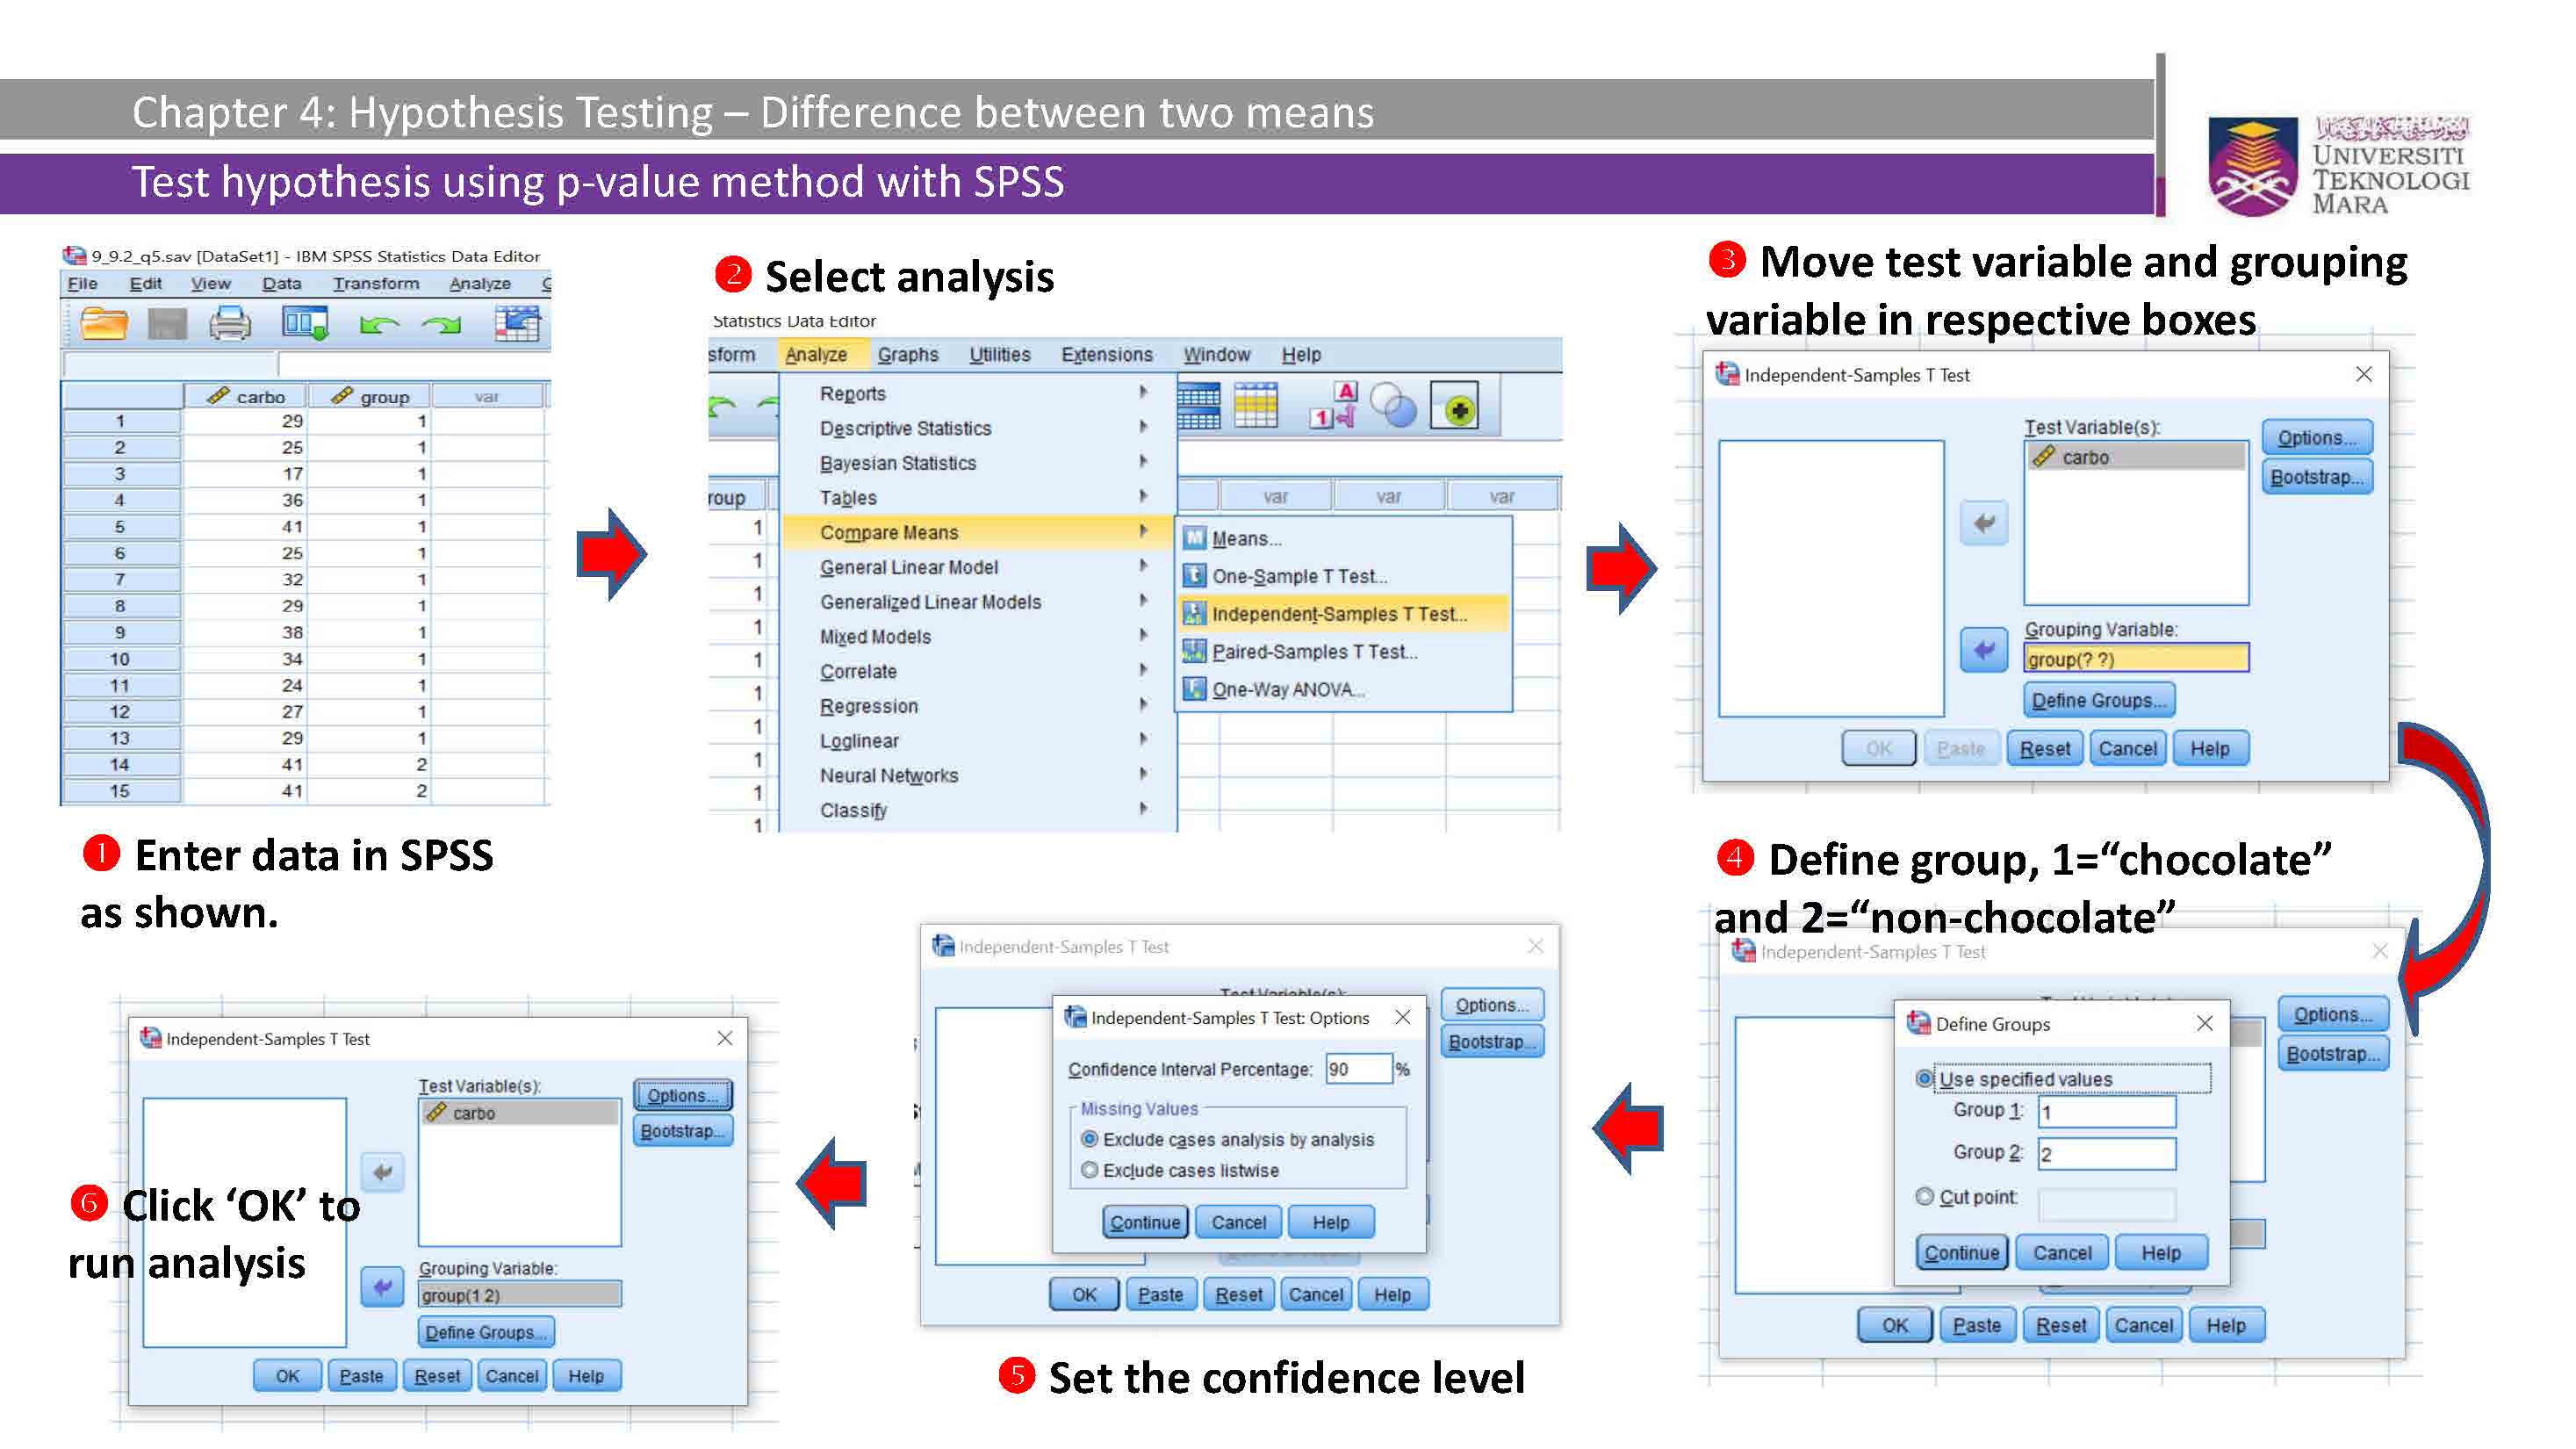 Chapter 4: Hypothesis Testing – Difference between two means
Test hypothesis using p-value method with SPSS
UNIVERSITI
TEKNOLOGI
MARA
9_9.2_q5.sav [DataSet1] - IBM SPSS Statistics Data Editor
File Edit View Data Transform Analyze G
carbo group var
1 29 1
2 25 1
3 17 1
4 36 1
5 41 1
6 25 1
7 32 1
8 29 1
9 38 1
10 34 1
11 24 1
12 27 1
13 29 1
14 41 2
15 41 2
❶ Enter data in SPSS
as shown.
❷ Select analysis
Statistics Data Editor
sform Analyze Graphs Utilities Extensions Window Help
Reports
Descriptive Statistics
Bayesian Statistics
Tables
Compare Means
General Linear Model
Generalized Linear Models
Mixed Models
Correlate
Regression
Loglinear
Neural Networks
Classify
roup var var var
1
1
1
1
1
1
1
1
1
1
Means...
One-Sample T Test...
Independent-Samples T Test...
Paired-Samples T Test...
One-Way ANOVA...
❸ Move test variable and grouping
variable in respective boxes
Independent-Samples T Test
Test Variable(s):
carbo
Options...
Bootstrap...
Grouping Variable:
group(? ?)
Define Groups...
OK Paste Reset Cancel Help
❹ Define group, 1=“chocolate”
and 2=“non-chocolate”
Independent-Samples T Test
Options...
Bootstrap...
Define Groups
Use specified values
Group 1: 1
Group 2: 2
Cut point:
Continue Cancel Help
OK Paste Reset Cancel Help
Independent-Samples T Test
Test Variable(s):
Options...
Bootstrap...
Independent-Samples T Test: Options
Confidence Interval Percentage: 90 %
Missing Values
Exclude cases analysis by analysis
Exclude cases listwise
Continue Cancel Help
OK Paste Reset Cancel Help
❺ Set the confidence level
Independent-Samples T Test
Test Variable(s):
carbo
Options...
Bootstrap...
Grouping Variable:
group(1 2)
Define Groups...
OK Paste Reset Cancel Help
❻ Click ‘OK’ to
run analysis